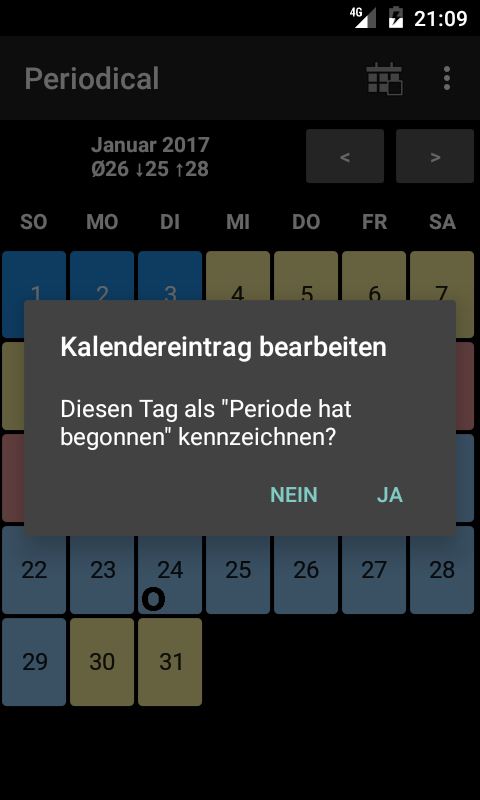 4G 21:09
Periodical
Januar 2017
Ø26 ↓25 ↑28
< >
SO MO DI MI DO FR SA
1 2 3 4 5 6 7
Kalendereintrag bearbeiten
Diesen Tag als "Periode hat
begonnen" kennzeichnen?
NEIN JA
22 23 24 25 26 27 28
O
29 30 31